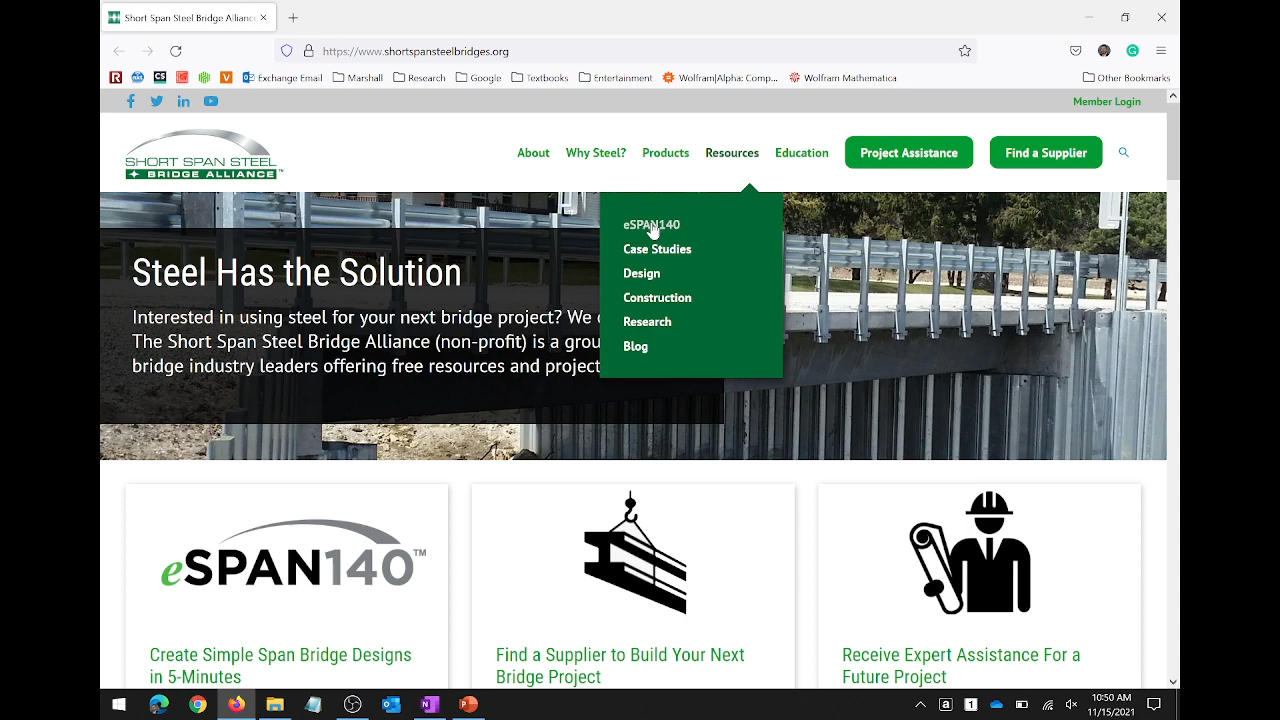 Short Span Steel Bridge Alliance
https://www.shortspansteelbridges.org
Exchange Email Marshall Research Google Textbooks Entertainment Wolfram|Alpha: Comp... Wolfram Mathematica Other Bookmarks
Member Login
SHORT SPAN STEEL
BRIDGE ALLIANCE™
About Why Steel? Products Resources Education Project Assistance Find a Supplier
eSPAN140
Case Studies
Design
Construction
Research
Blog
Steel Has the Solution
Interested in using steel for your next bridge project? We
The Short Span Steel Bridge Alliance (non-profit) is a
bridge industry leaders offering free resources and project
eSPAN140™
Create Simple Span Bridge Designs
in 5-Minutes
Find a Supplier to Build Your Next
Bridge Project
Receive Expert Assistance For a
Future Project
10:50 AM
11/15/2021